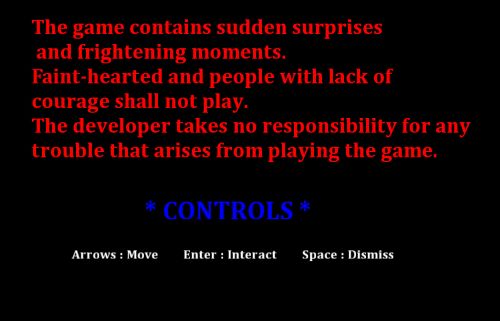 The game contains sudden surprises
and frightening moments.
Faint-hearted and people with lack of
courage shall not play.
The developer takes no responsibility for any
trouble that arises from playing the game.
* CONTROLS *
Arrows : Move Enter : Interact Space : Dismiss